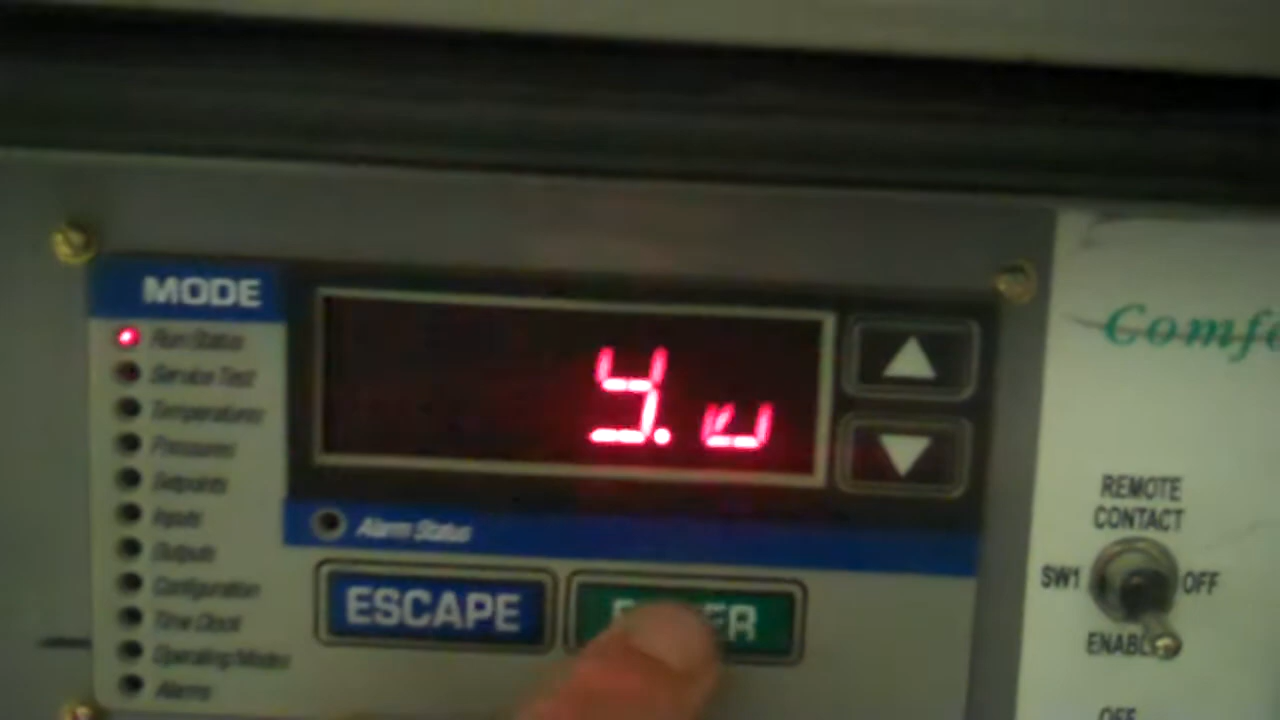 MODE
Run Status
Service Test
Temperatures
Pressures
Setpoints
Inputs
Outputs
Configuration
Time Clock
Operating Modes
Alarms
Alarm Status
ESCAPE
REMOTE
CONTACT
SW1
OFF
OFF